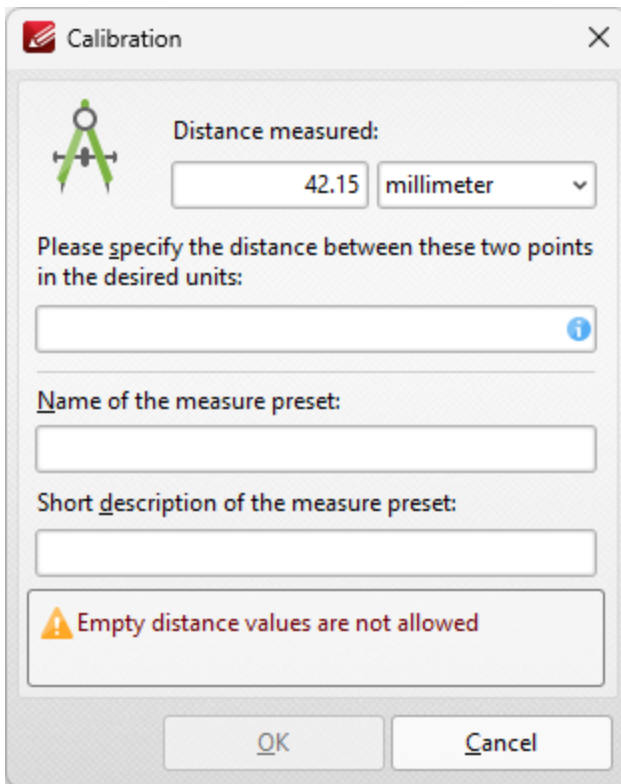 Calibration
Distance measured:
42.15 millimeter
Please specify the distance between these two points
in the desired units:
Name of the measure preset:
Short description of the measure preset:
Empty distance values are not allowed
OK Cancel